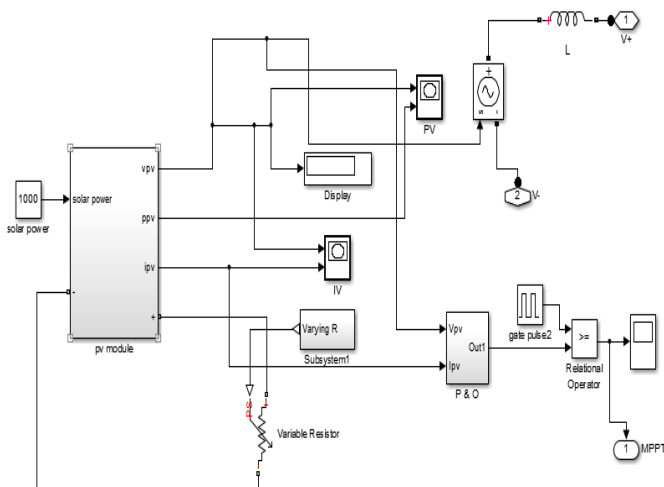 1
V+
L
+
s -
PV
vpv
Display
2
V-
1000
solar power
solar power
ppv
ipv
IV
-
+
pv module
Varying R
Subsystem1
Vpv
Out1
Ipv
P & O
gate pulse2
>=
Relational
Operator
PS
+
Variable Resistor
1
MPPT